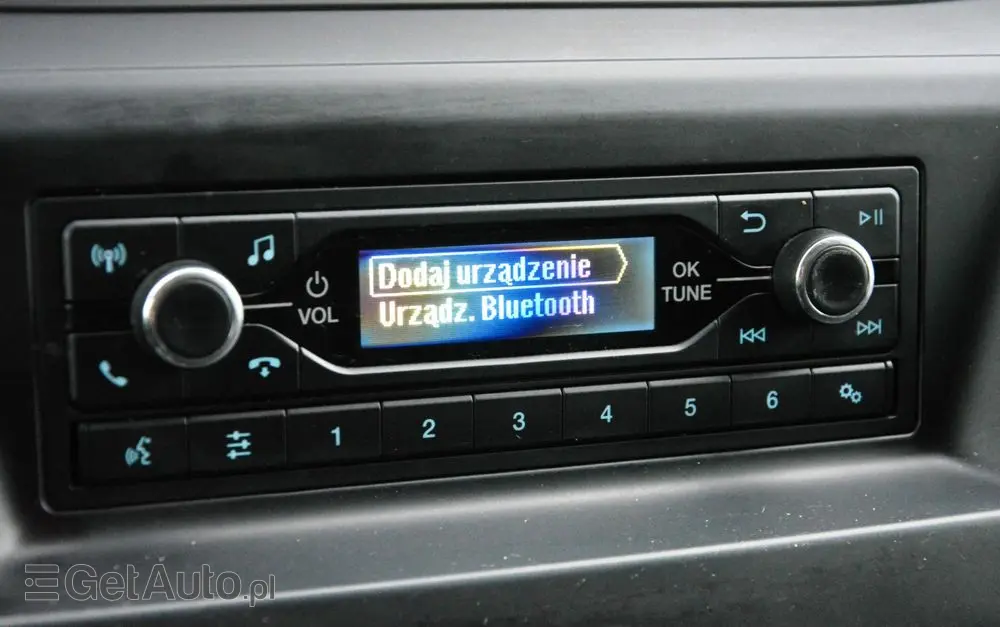 Dodaj urządzenie
Urządz. Bluetooth
VOL
OK
TUNE
1 2 3 4 5 6
GetAuto.pl